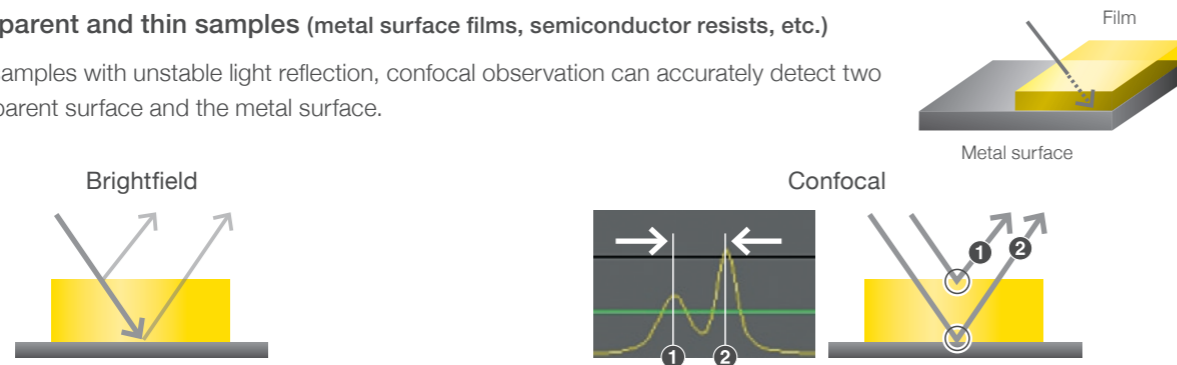 parent and thin samples (metal surface films, semiconductor resists, etc.)
Film
samples with unstable light reflection, confocal observation can accurately detect two
parent surface and the metal surface.
Metal surface
Brightfield
Confocal
1 2
1 2